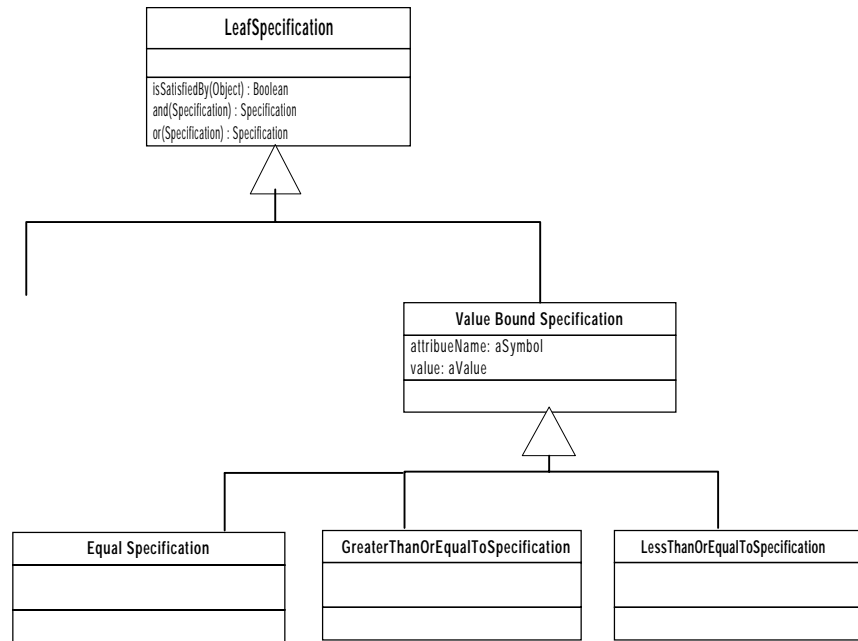 LeafSpecification
isSatisfiedBy(Object) : Boolean
and(Specification) : Specification
or(Specification) : Specification
Value Bound Specification
attribueName: aSymbol
value: aValue
Equal Specification
GreaterThanOrEqualToSpecification
LessThanOrEqualToSpecification